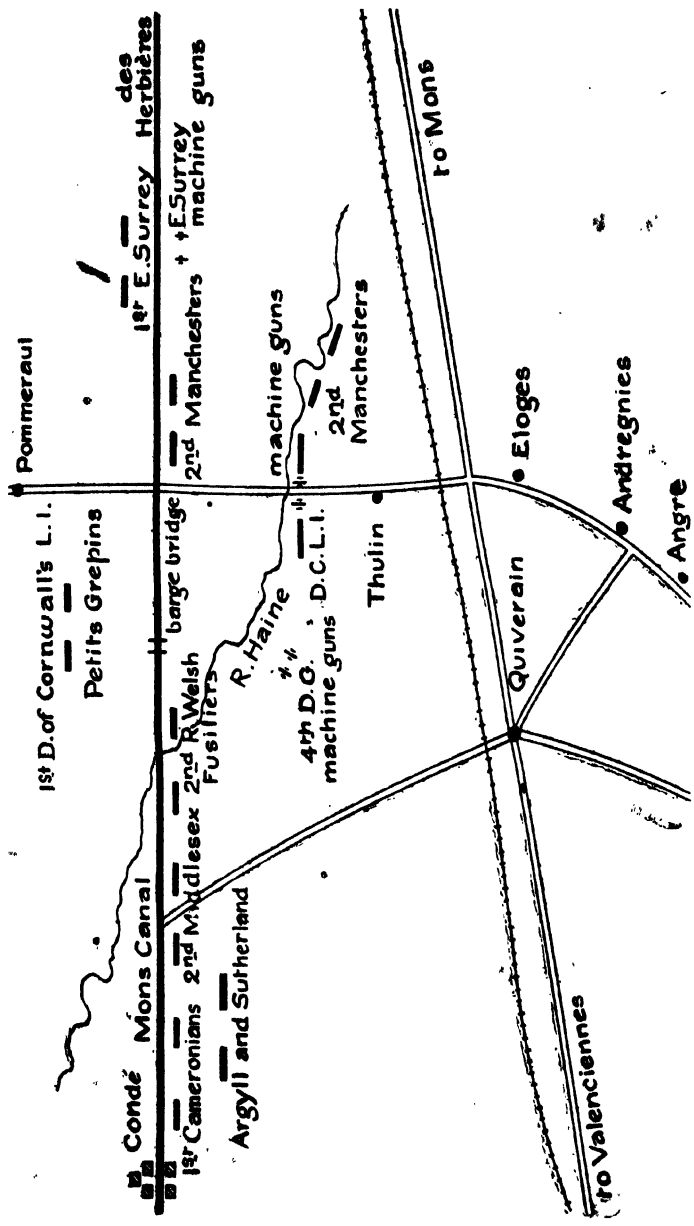 Pommeraul
1st D. of Cornwall's L.I.
Petits Grepins
des
Herbières
1st E. Surrey
Condé
Mons Canal
barge bridge
1st Cameronians
2nd Middlesex
2nd R. Welsh
Fusiliers
2nd Manchesters
+ + E. Surrey
machine guns
Argyll and Sutherland
R. Haine
machine guns
4th D.G.
machine guns
D.C.L.I.
2nd
Manchesters
Thulin
to Mons
Quiverain
Eloges
Andregnies
Angre
to Valenciennes